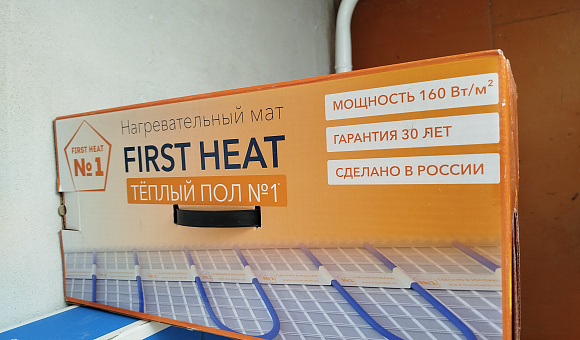 FIRST HEAT
№1
Нагревательный мат
FIRST HEAT
ТЁПЛЫЙ ПОЛ №1
МОЩНОСТЬ 160 Вт/м²
ГАРАНТИЯ 30 ЛЕТ
СДЕЛАНО В РОССИИ